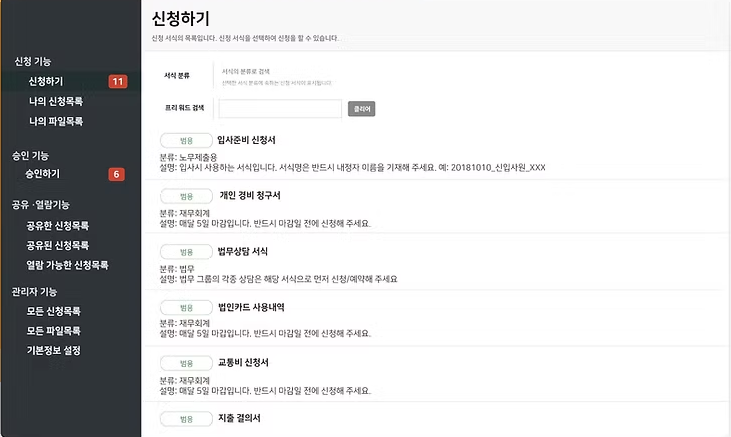 신청 기능
신청하기 11
나의 신청목록
나의 파일목록
승인 기능
승인하기 6
공유 ·열람기능
공유한 신청목록
공유된 신청목록
열람 가능한 신청목록
관리자 기능
모든 신청목록
모든 파일목록
기본정보 설정
신청하기
신청 서식의 목록입니다. 신청 서식을 선택하여 신청을 할 수 있습니다.
서식 분류
서식의 분류로 검색
선택한 서식 분류에 속하는 신청 서식이 표시됩니다
프리 워드 검색
클리어
범용 입사준비 신청서
분류: 노무제출용
설명: 입사시 사용하는 서식입니다. 서식명은 반드시 내정자 이름을 기재해 주세요. 예: 20181010_신입사원_XXX
범용 개인 경비 청구서
분류: 재무회계
설명: 매달 5일 마감입니다. 반드시 마감일 전에 신청해 주세요.
범용 법무상담 서식
분류: 법무
설명: 법무 그룹의 각종 상담은 해당 서식으로 먼저 신청/예약해 주세요
범용 법인카드 사용내역
분류: 재무회계
설명: 매달 5일 마갑입니다. 반드시 마감일 전에 신청해 주세요.
범용 교통비 신청서
분류: 재무회계
설명: 매달 5일 마갑입니다. 반드시 마감일 전에 신청해 주세요.
범용 지출 결의서